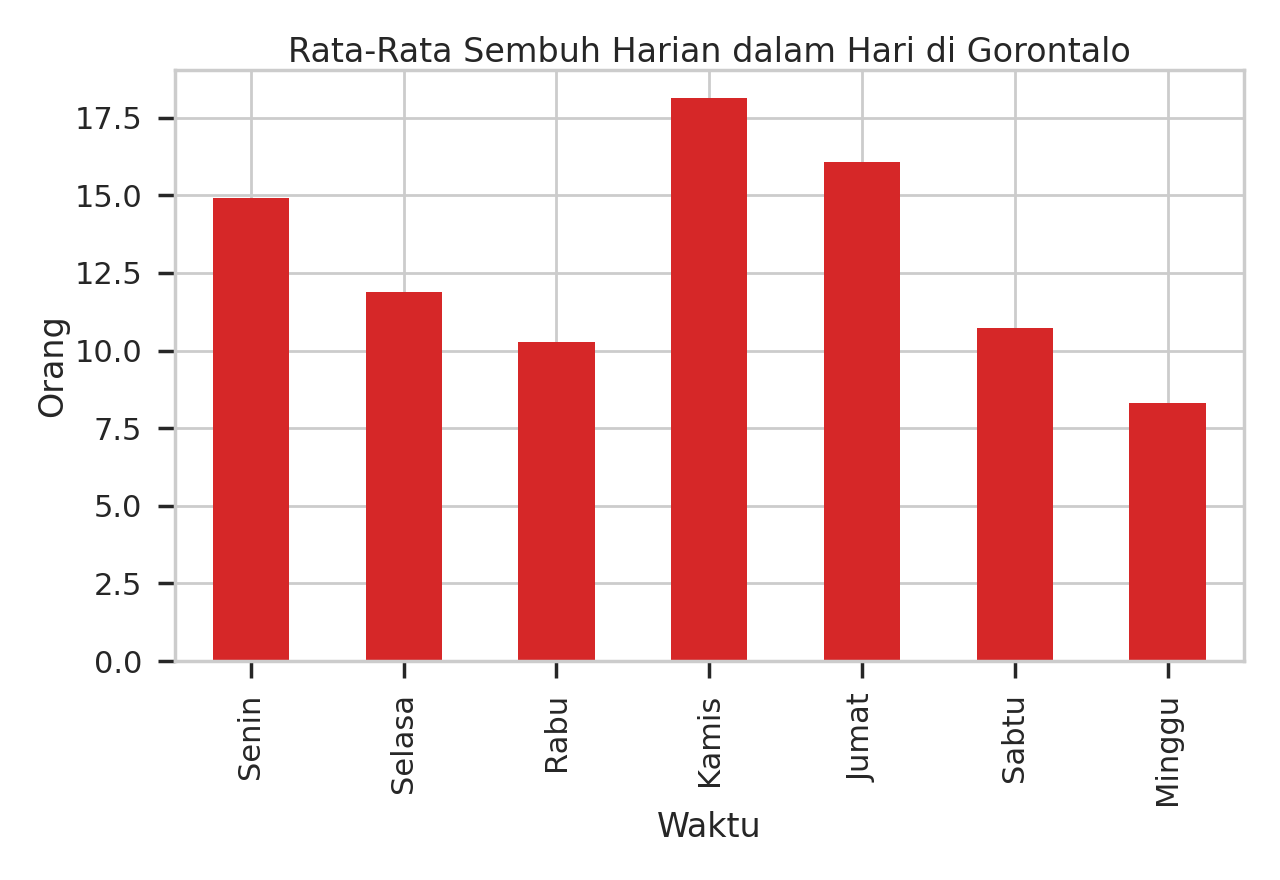 Rata-Rata Sembuh Harian dalam Hari di Gorontalo
17.5
15.0
12.5
10.0
7.5
5.0
2.5
0.0
Orang
Senin
Selasa
Rabu
Kamis
Jumat
Sabtu
Minggu
Waktu